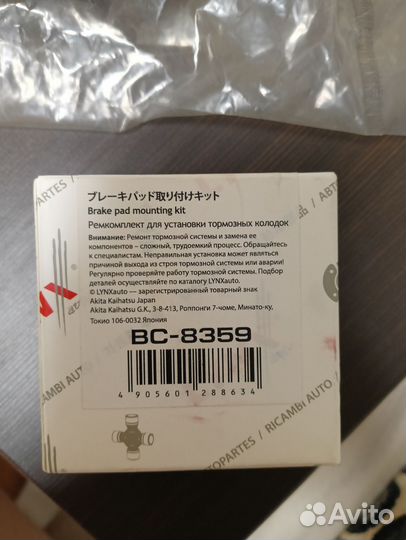 ブレーキパッド取り付けキット
Brake pad mounting kit
Ремкомплект для установки тормозных колодок
Внимание: Ремонт тормозной системы и замена ее
компонентов – сложный, трудоемкий процесс. Обращайтесь
к специалистам. Неправильная установка может являться
причиной выхода из строя тормозной системы или аварии!
Регулярно проверяйте работу тормозной системы. Подбор
деталей осуществляйте по каталогу LYNXauto.
© LYNXauto — зарегистрированный товарный знак
Akita Kaihatsu Japan
Akita Kaihatsu G.K., 3-8-413, Роппонги 7-чоме, Минато-ку,
Токио 106-0032 Япония
BC-8359
4 905601 288634
RICAMBI AUTO
RICAMBI AUTO /
AUTOPARTES /
Avito